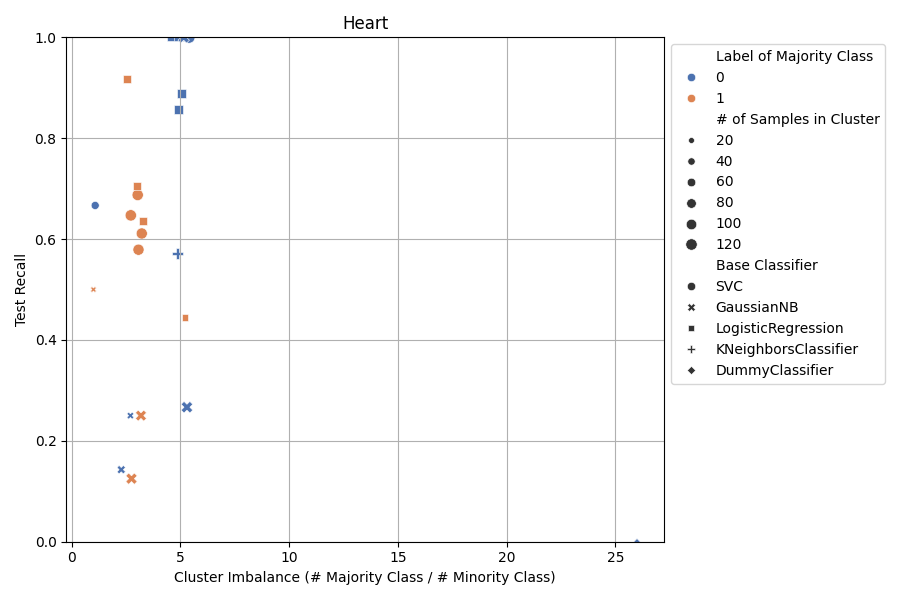 Heart
Test Recall
1.0
0.8
0.6
0.4
0.2
0.0
0 5 10 15 20 25
Cluster Imbalance (# Majority Class / # Minority Class)
Label of Majority Class
0
1
# of Samples in Cluster
20
40
60
80
100
120
Base Classifier
SVC
GaussianNB
LogisticRegression
KNeighborsClassifier
DummyClassifier